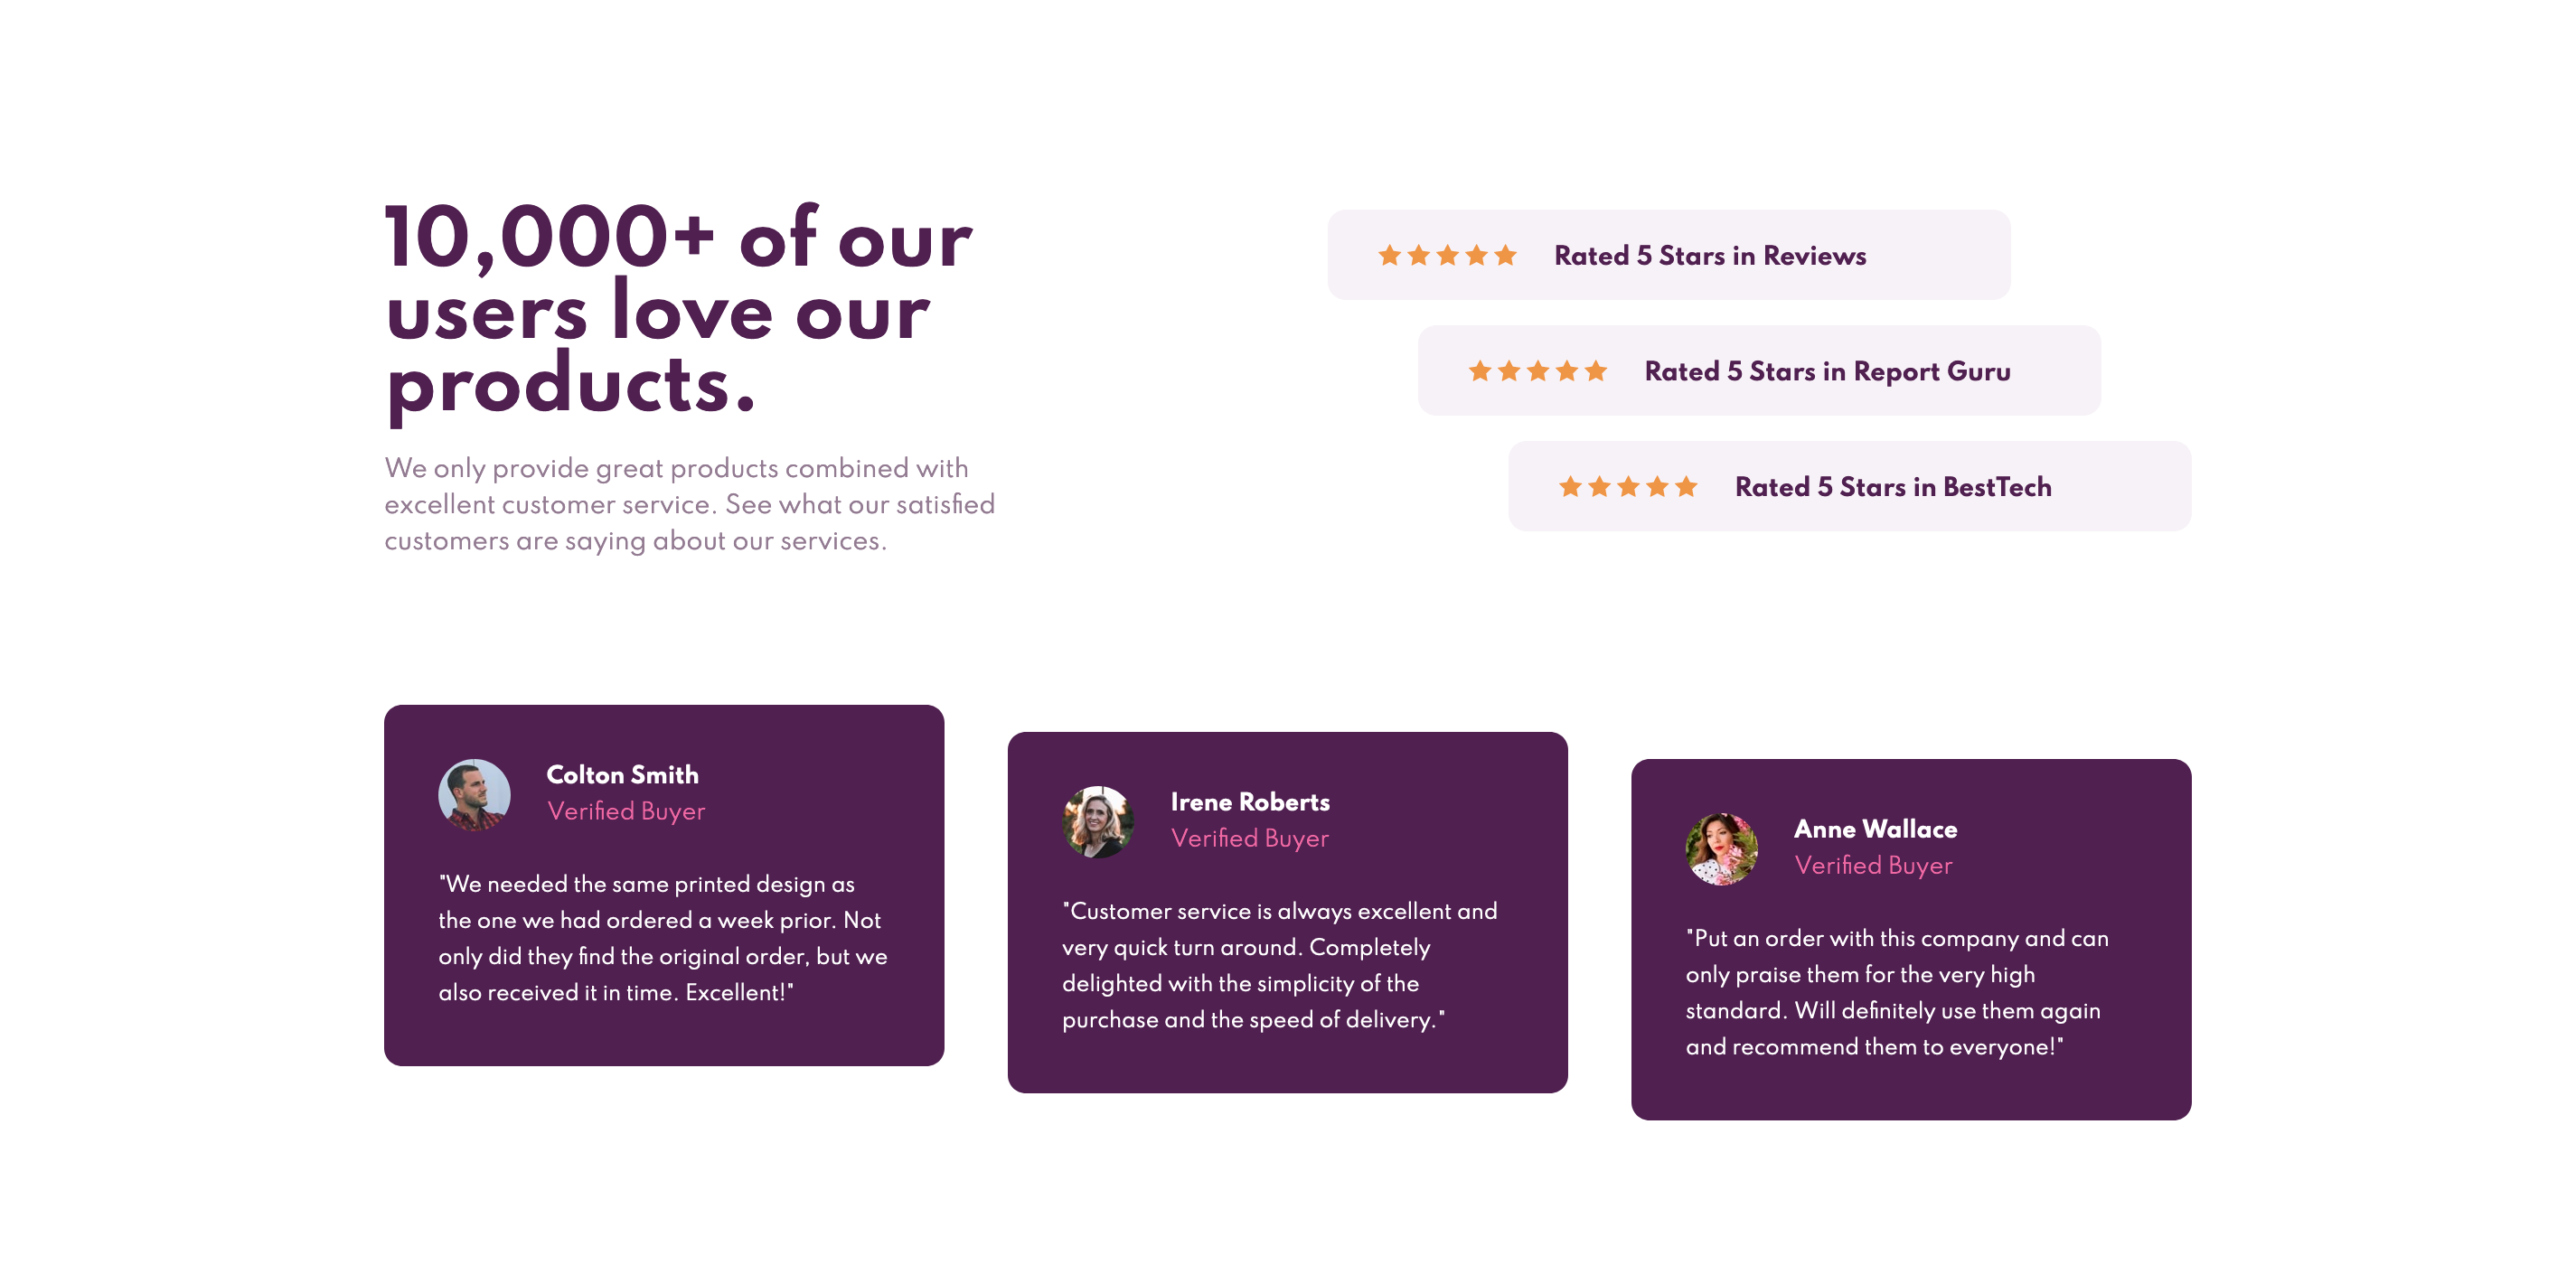 10,000+ of our
users love our
products.
We only provide great products combined with
excellent customer service. See what our satisfied
customers are saying about our services.
Rated 5 Stars in Reviews
Rated 5 Stars in Report Guru
Rated 5 Stars in BestTech
Colton Smith
Verified Buyer
"We needed the same printed design as
the one we had ordered a week prior. Not
only did they find the original order, but we
also received it in time. Excellent!"
Irene Roberts
Verified Buyer
"Customer service is always excellent and
very quick turn around. Completely
delighted with the simplicity of the
purchase and the speed of delivery."
Anne Wallace
Verified Buyer
"Put an order with this company and can
only praise them for the very high
standard. Will definitely use them again
and recommend them to everyone!"